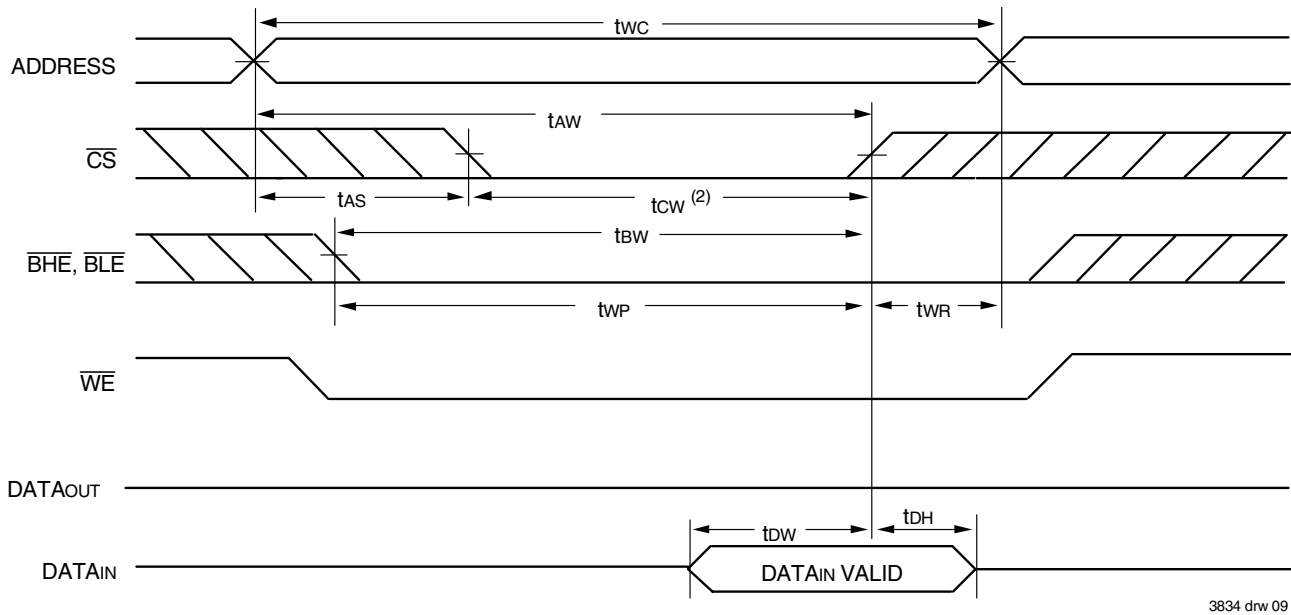 tWC
ADDRESS
tAW
CS
tAS
tCW (2)
tBW
BHE, BLE
tWP
tWR
WE
DATAOUT
tDW
tDH
DATAIN
DATAIN VALID
3834 drw 09